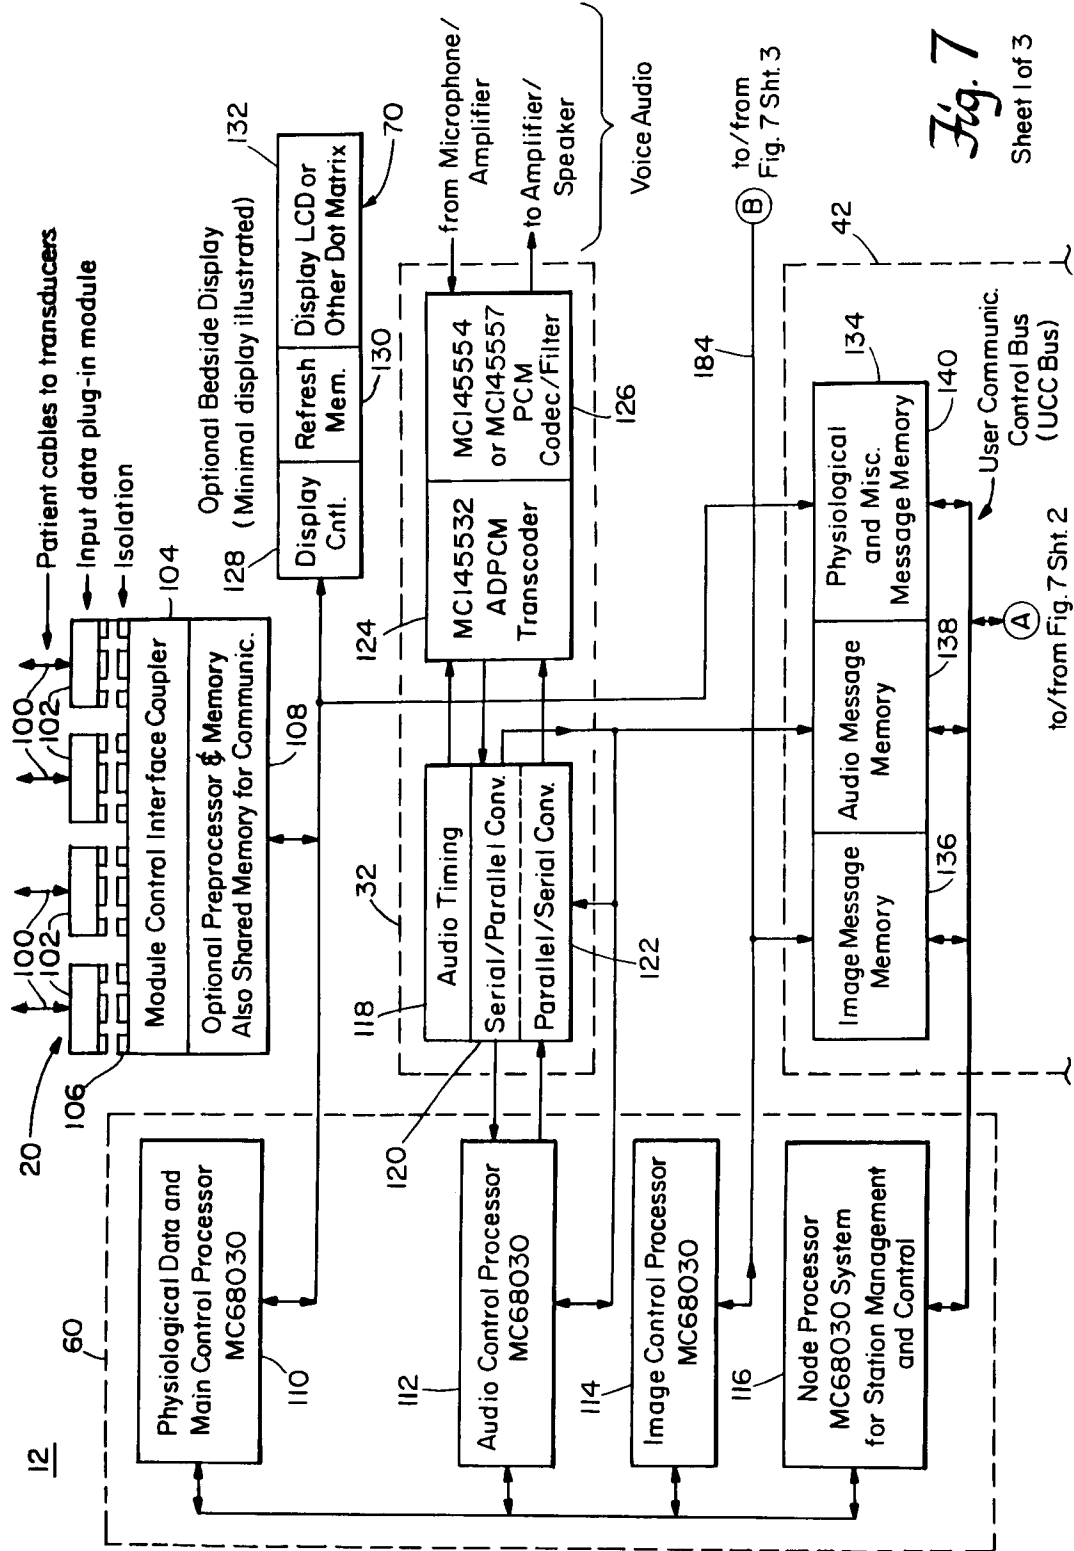 12
20
100
100
100
100
102
102
102
102
Patient cables to transducers
Input data plug-in module
Isolation
106
104
Module Control Interface Coupler
Optional Preprocessor & Memory
Also Shared Memory for Communic.
108
Optional Bedside Display
(Minimal display illustrated)
128
132
Display
Cntl.
Refresh
Mem.
Display LCD or
Other Dot Matrix
130
70
60
Physiological Data and
Main Control Processor
MC68030
110
32
118
Audio Timing
Serial/Parallel Conv.
Parallel/Serial Conv.
120
122
124
MC145532
ADPCM
Transcoder
MC145554
or MC145557
PCM
Codec/Filter
126
from Microphone/
Amplifier
to Amplifier/
Speaker
Voice Audio
112
Audio Control Processor
MC68030
114
Image Control Processor
MC68030
184
B
to/from
Fig. 7 Sht. 3
116
Node Processor
MC68030 System
for Station Management
and Control
42
134
Image Message
Memory
Audio Message
Memory
Physiological
and Misc.
Message Memory
136
138
140
User Communic.
Control Bus
(UCC Bus)
A
to/from Fig. 7 Sht. 2
Fig. 7
Sheet 1 of 3